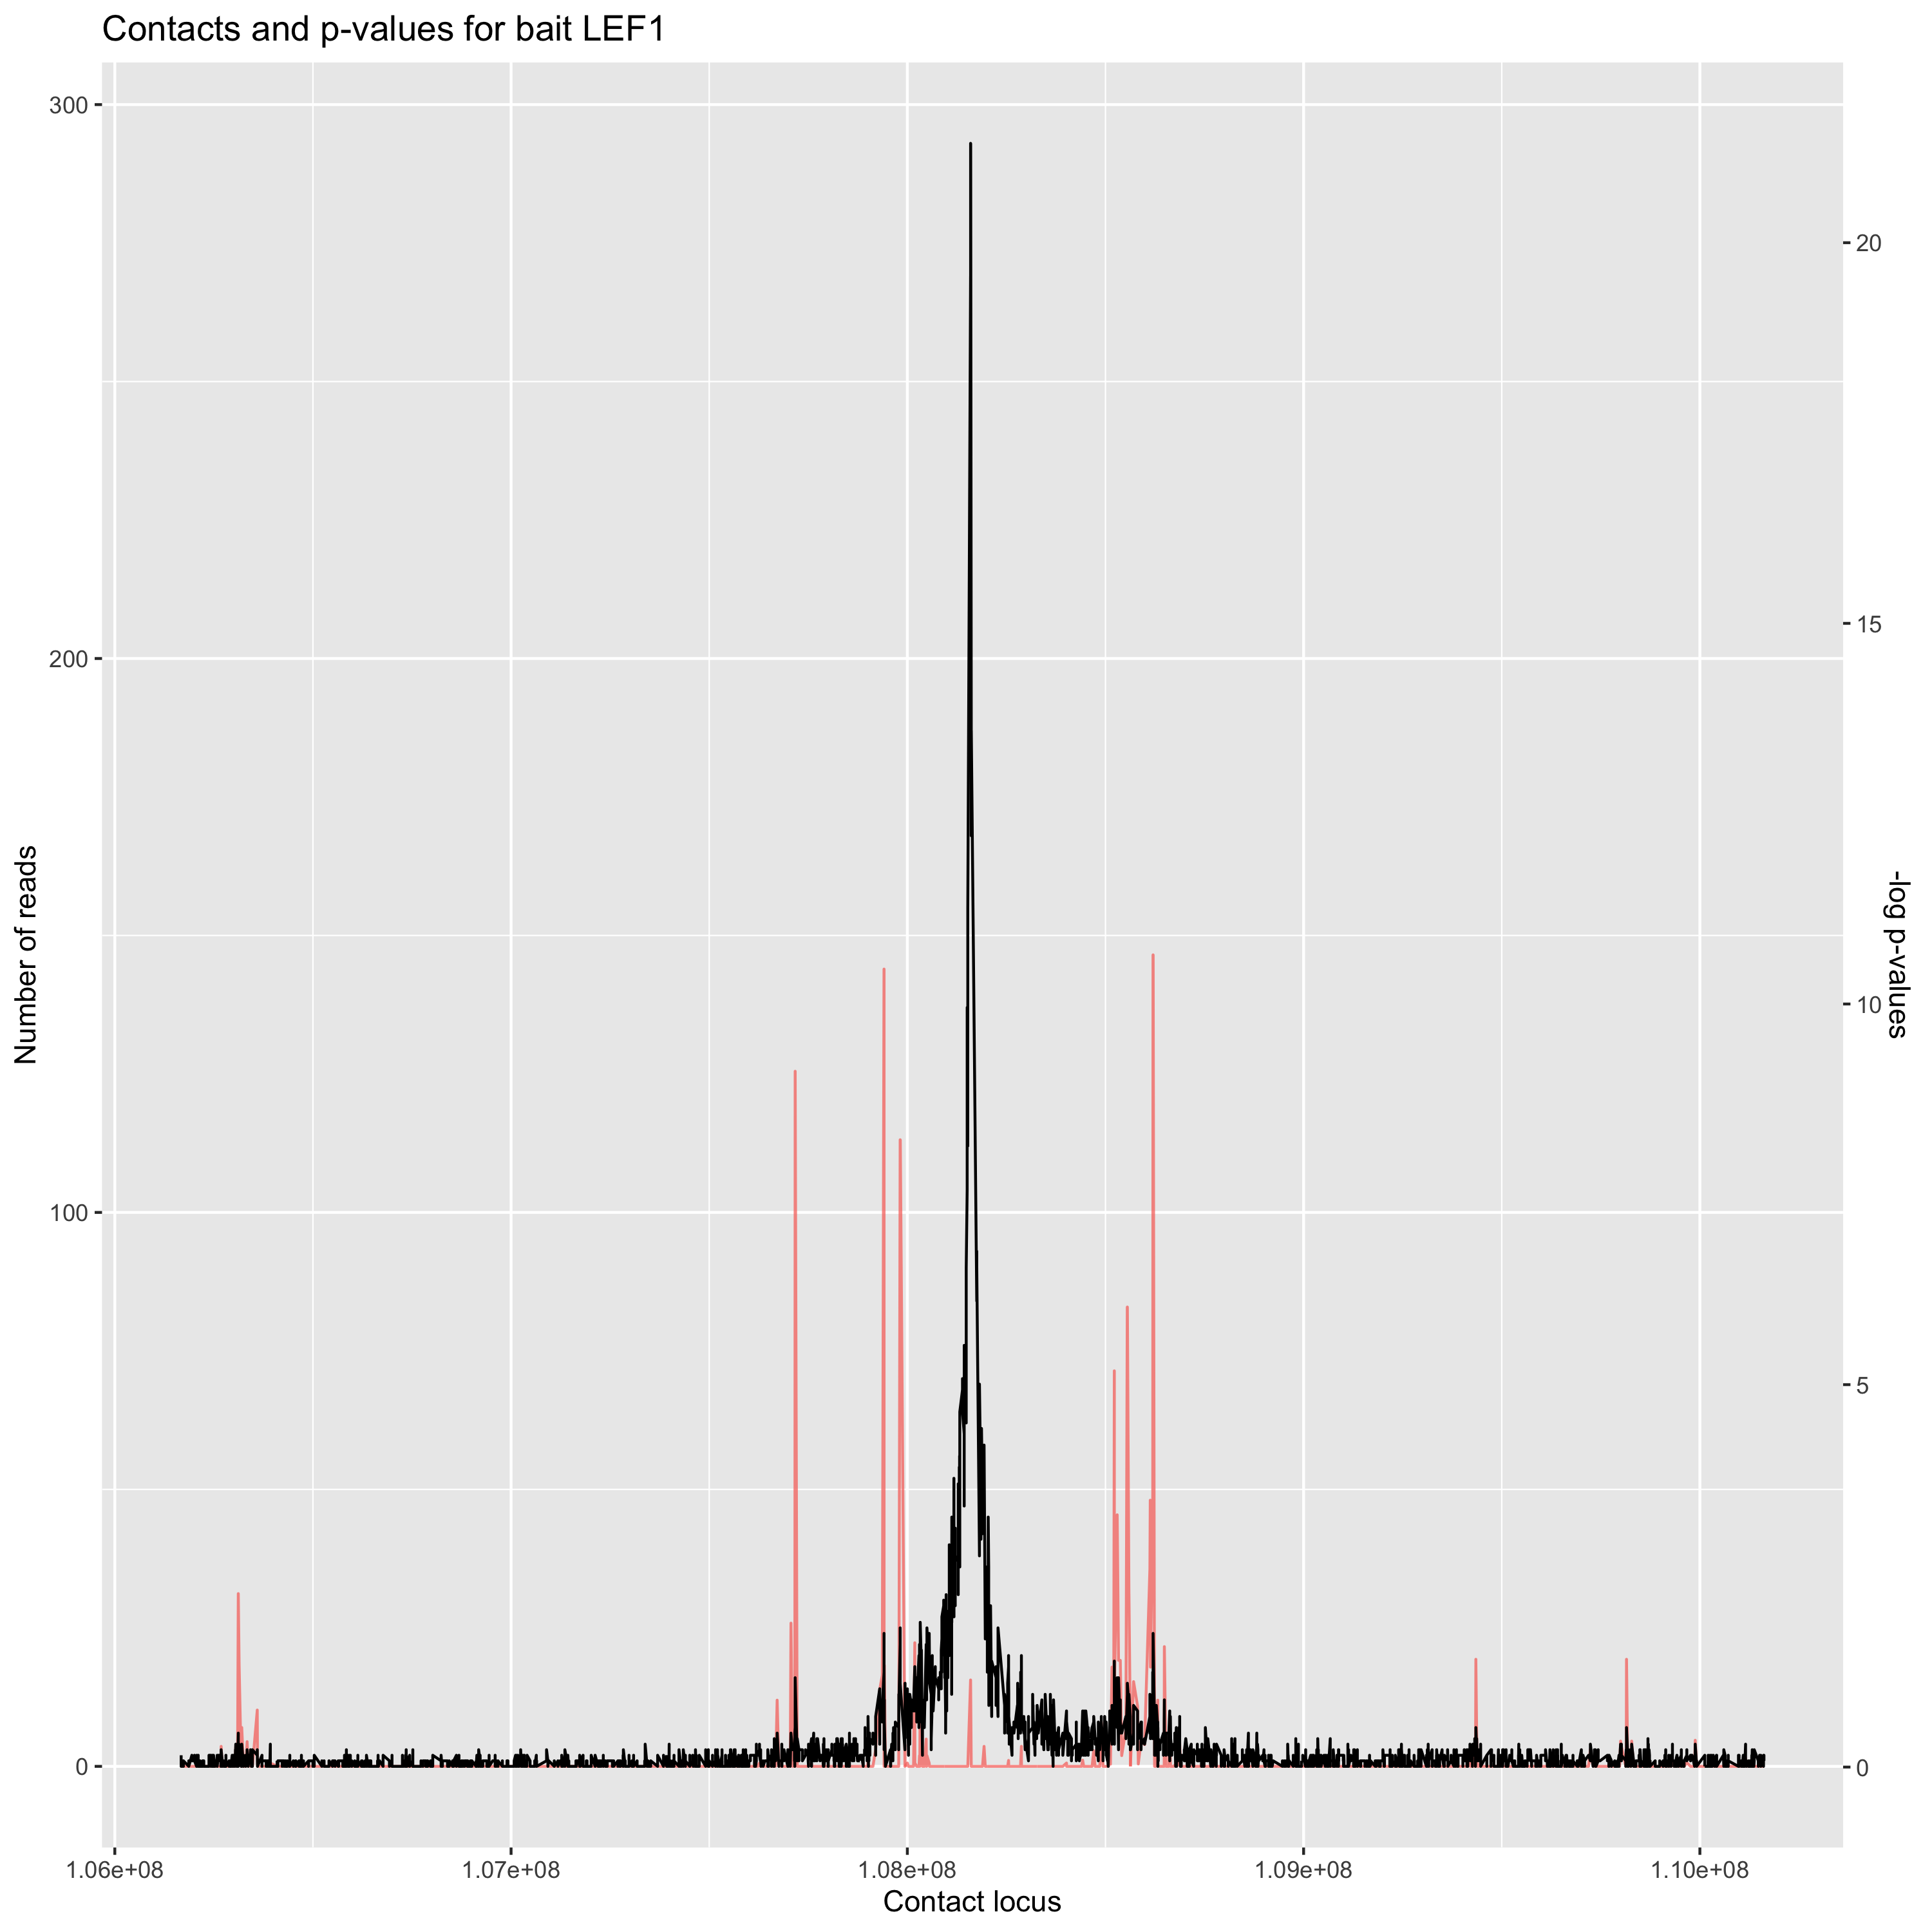 Contacts and p-values for bait LEF1
300
200
100
0
Number of reads
20
15
10
5
0
-log p-values
1.06e+08 1.07e+08 1.08e+08 1.09e+08 1.10e+08
Contact locus